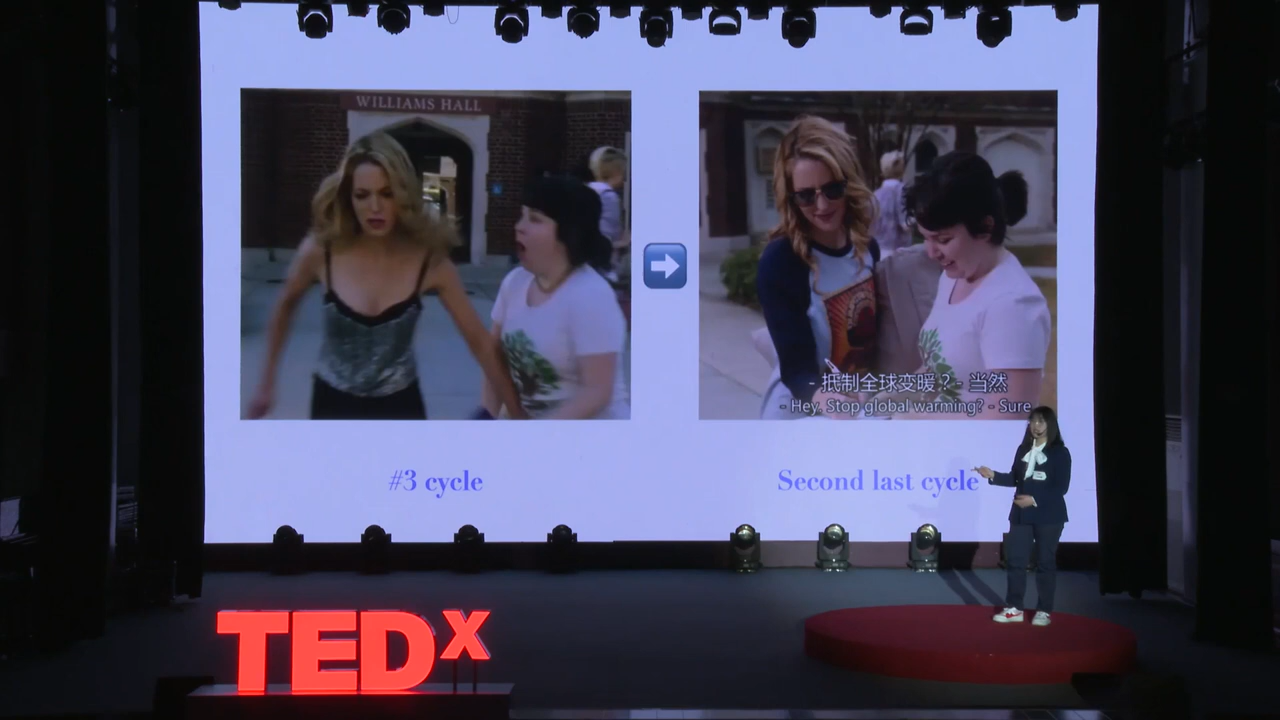 WILLIAMS HALL
- 抵制全球变暖？- 当然
- Hey. Stop global warming? - Sure
#3 cycle
Second last cycle
TEDx